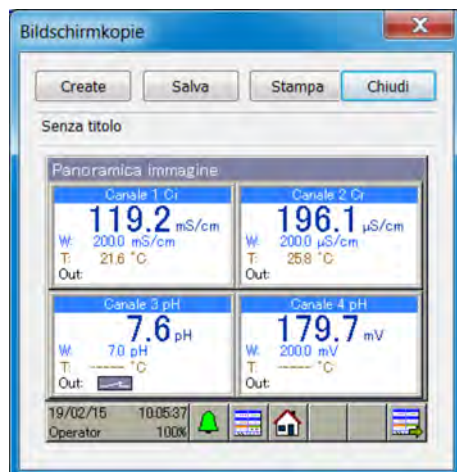 Bildschirmkopie
Create Salva Stampa Chiudi
Senza titolo
Panoramica immagine
Canale 1 Ci
119.2 mS/cm
W: 200.0 mS/cm
T: 21.6 °C
Out:
Canale 2 Cr
196.1 µS/cm
W: 200.0 µS/cm
T: 25.8 °C
Out:
Canale 3 pH
7.6 pH
W: 7.0 pH
T: ----- °C
Out:
Canale 4 pH
179.7 mV
W: 200.0 mV
T: ----- °C
Out:
19/02/15 10:05:37
Operator 100%